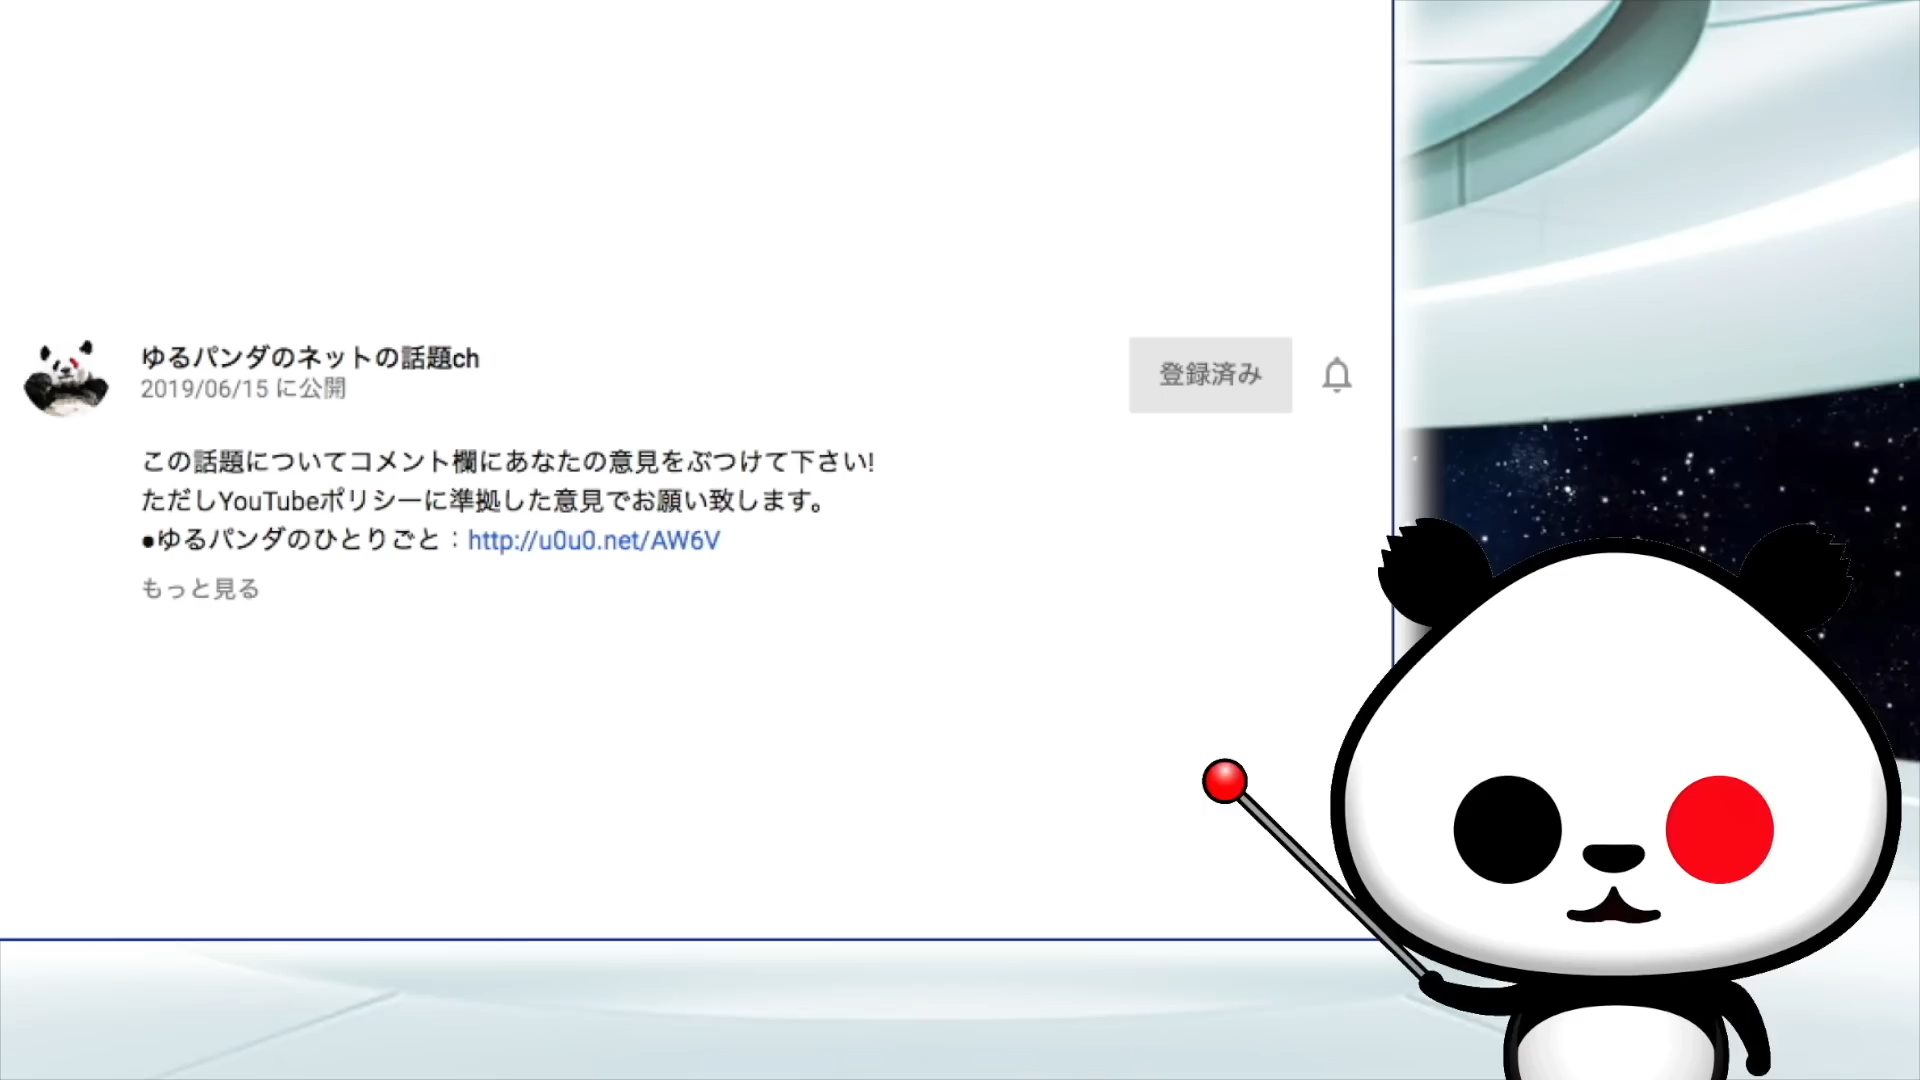 ゆるパンダのネットの話題ch
2019/06/15 に公開
登録済み
この話題についてコメント欄にあなたの意見をぶつけて下さい!
ただしYouTubeポリシーに準拠した意見でお願い致します。
●ゆるパンダのひとりごと：http://u0u0.net/AW6V
もっと見る